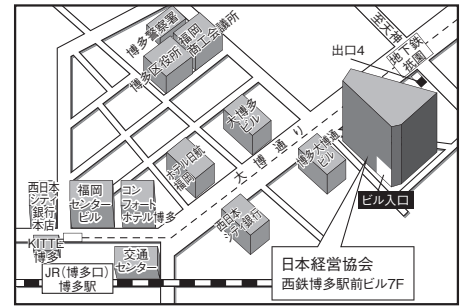 博多警察署
博多区役所
福岡
商工会議所
至天神
地下鉄
祇園
出口4
大博多
ビル
大博通り
ホテル日航
福岡
博多大博通
ビル
ビル入口
西日本
シティ
銀行
本店
福岡
センター
ビル
コン
フォート
ホテル博多
西日本
シティ銀行
KITTE
博多
交通
センター
JR(博多口)
博多駅
日本経営協会
西鉄博多駅前ビル7F